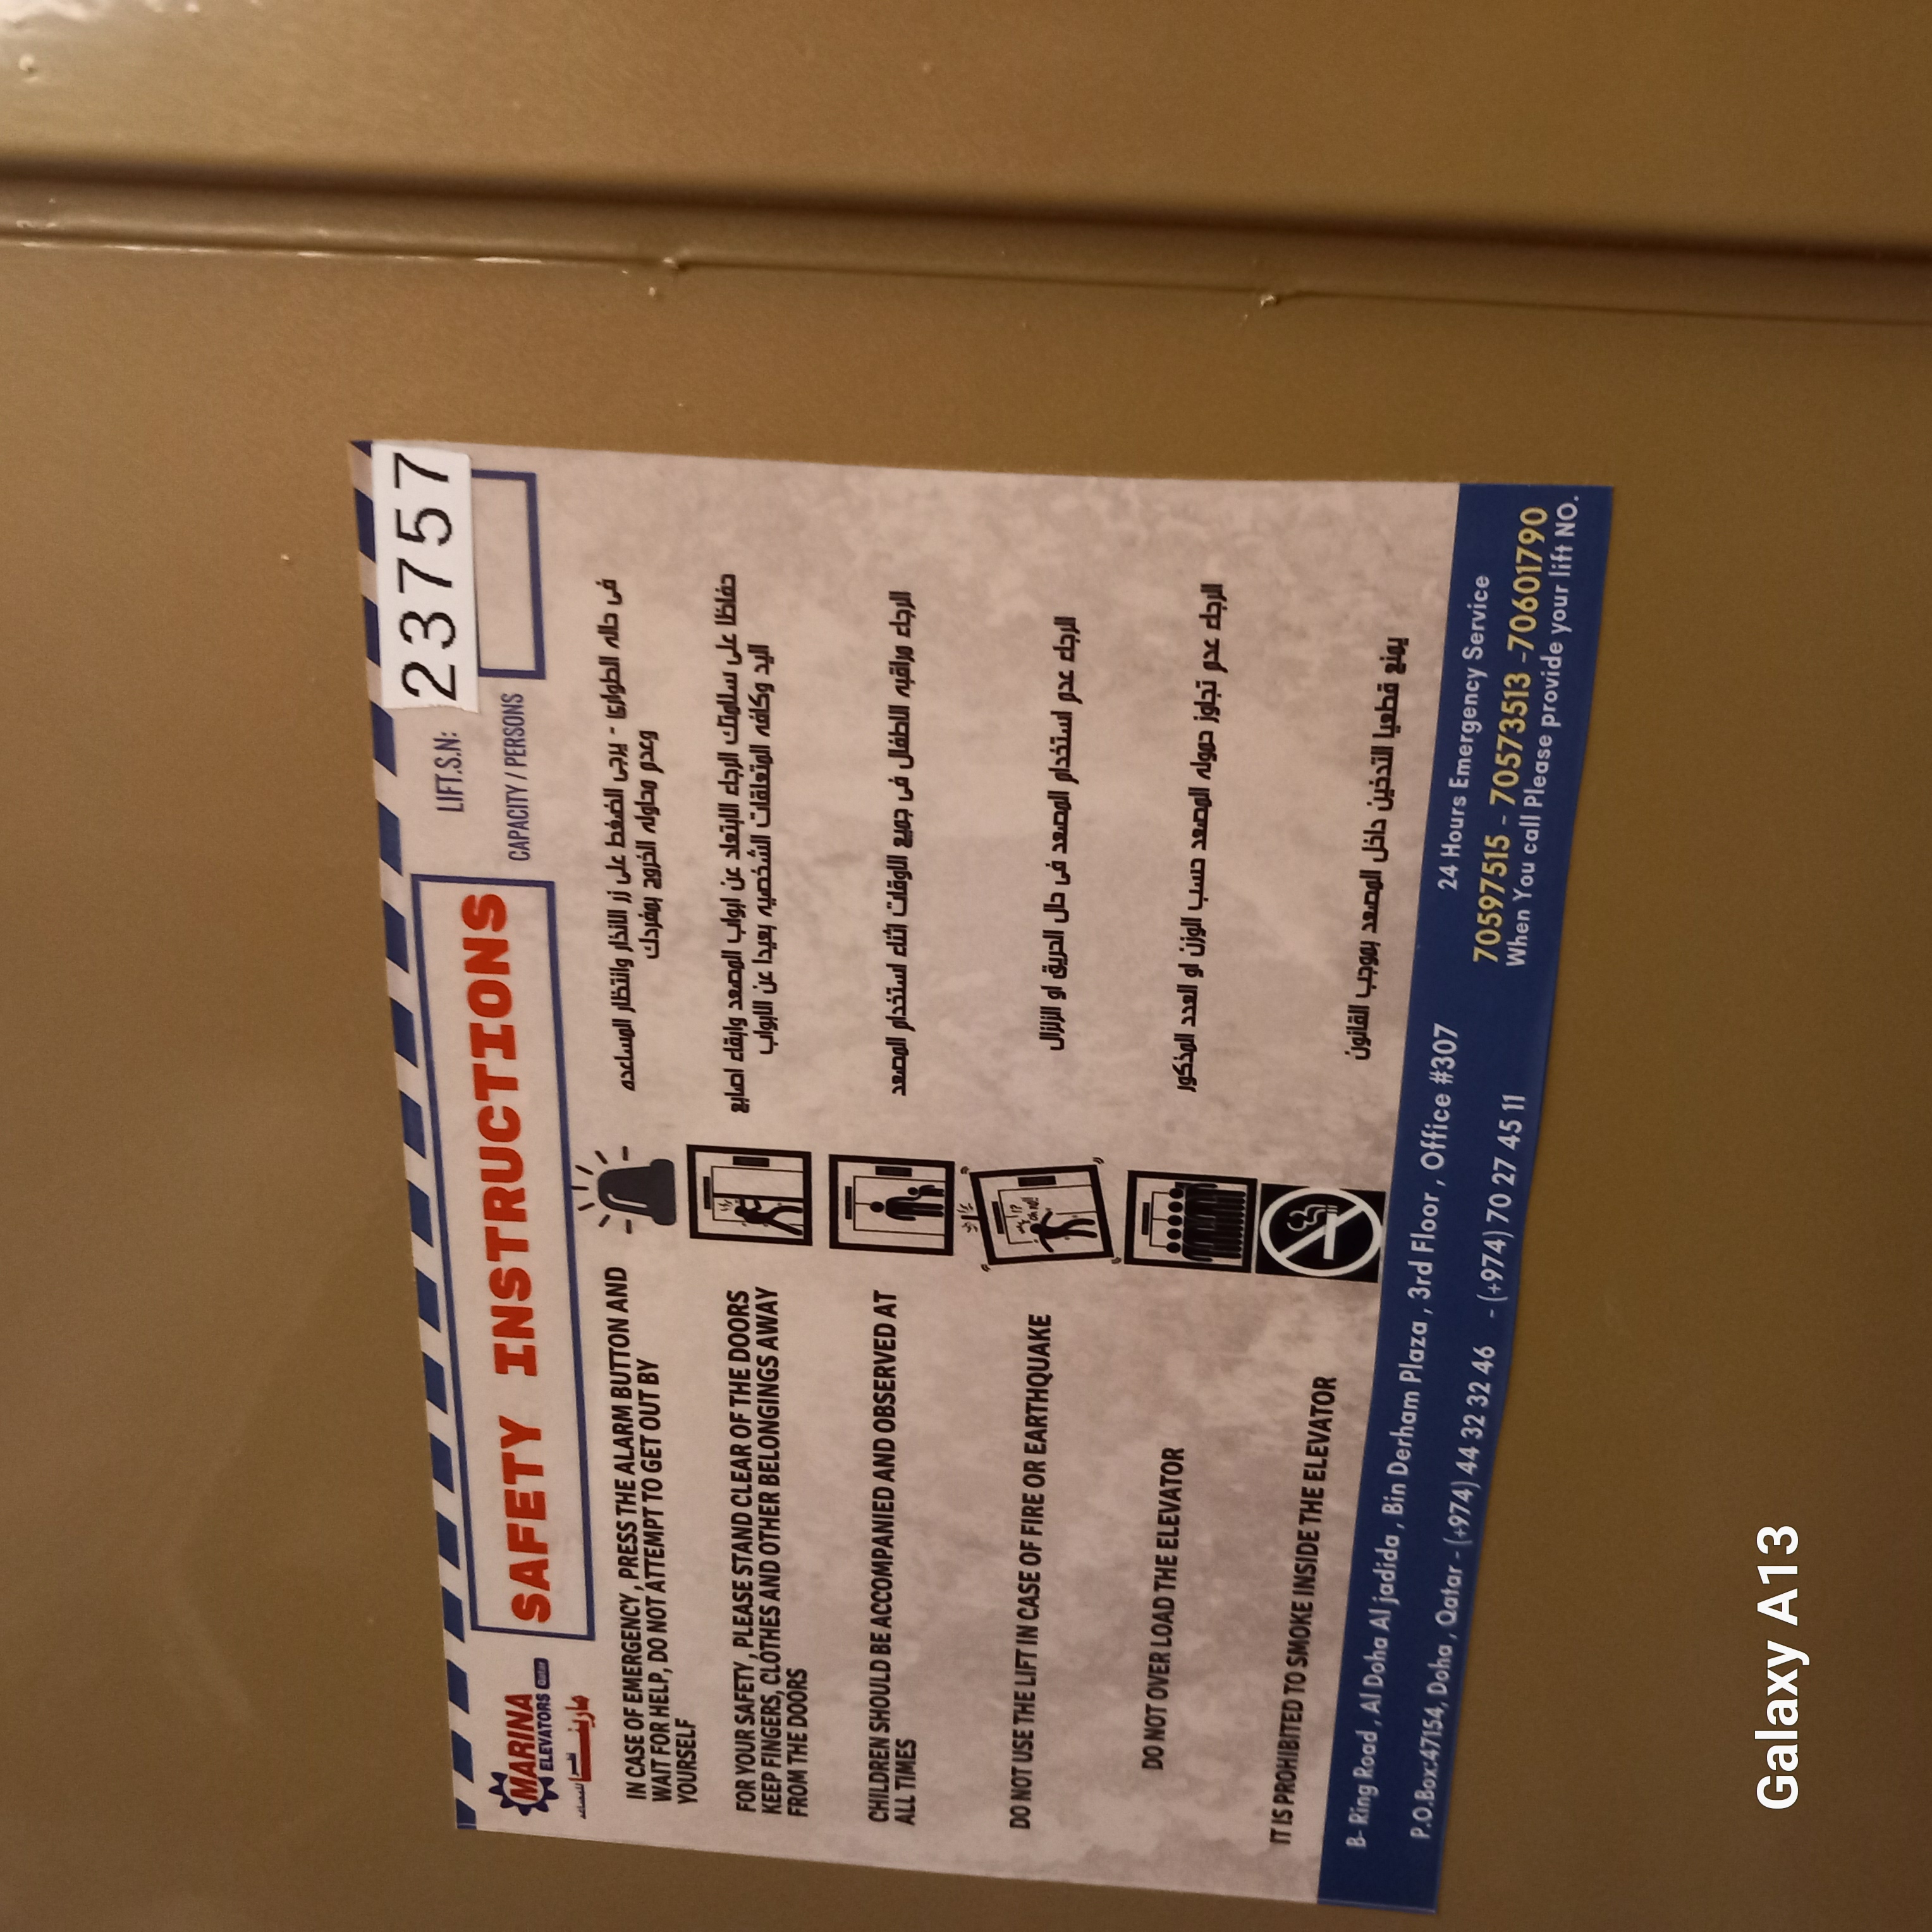 MARINA
ELEVATORS Qatar
مارينا
للمصاعد
SAFETY INSTRUCTIONS
LIFT.S.N: 23757
CAPACITY / PERSONS
IN CASE OF EMERGENCY, PRESS THE ALARM BUTTON AND
WAIT FOR HELP, DO NOT ATTEMPT TO GET OUT BY
YOURSELF
في حاله الطوارئ - يرجى الضغط على زر الانذار وانتظار المساعده
وعدم محاوله الخروج بمفردك
FOR YOUR SAFETY, PLEASE STAND CLEAR OF THE DOORS
KEEP FINGERS, CLOTHES AND OTHER BELONGINGS AWAY
FROM THE DOORS
حفاظا على سلامتك الرجاء الابتعاد عن ابواب المصعد وابقاء اصابع
اليد وكافه المتعلقات الشخصيه بعيدا عن الابواب
CHILDREN SHOULD BE ACCOMPANIED AND OBSERVED AT
ALL TIMES
الرجاء مراقبه الاطفال في جميع الاوقات اثناء استخدام المصعد
DO NOT USE THE LIFT IN CASE OF FIRE OR EARTHQUAKE
الرجاء عدم استخدام المصعد في حال الحريق او الزلزال
DO NOT OVER LOAD THE ELEVATOR
الرجاء عدم تجاوز حموله المصعد حسب الوزن او العدد المذكور
IT IS PROHIBITED TO SMOKE INSIDE THE ELEVATOR
يمنع قطعيا التدخين داخل المصعد بموجب القانون
B- Ring Road , Al Doha Al jadida , Bin Derham Plaza , 3rd Floor , Office #307
P.O.Box:47154, Doha , Qatar - (+974) 44 32 32 46 - (+974) 70 27 45 11
24 Hours Emergency Service
70597515 - 70573513 -70601790
When You call Please provide your lift NO.
Galaxy A13